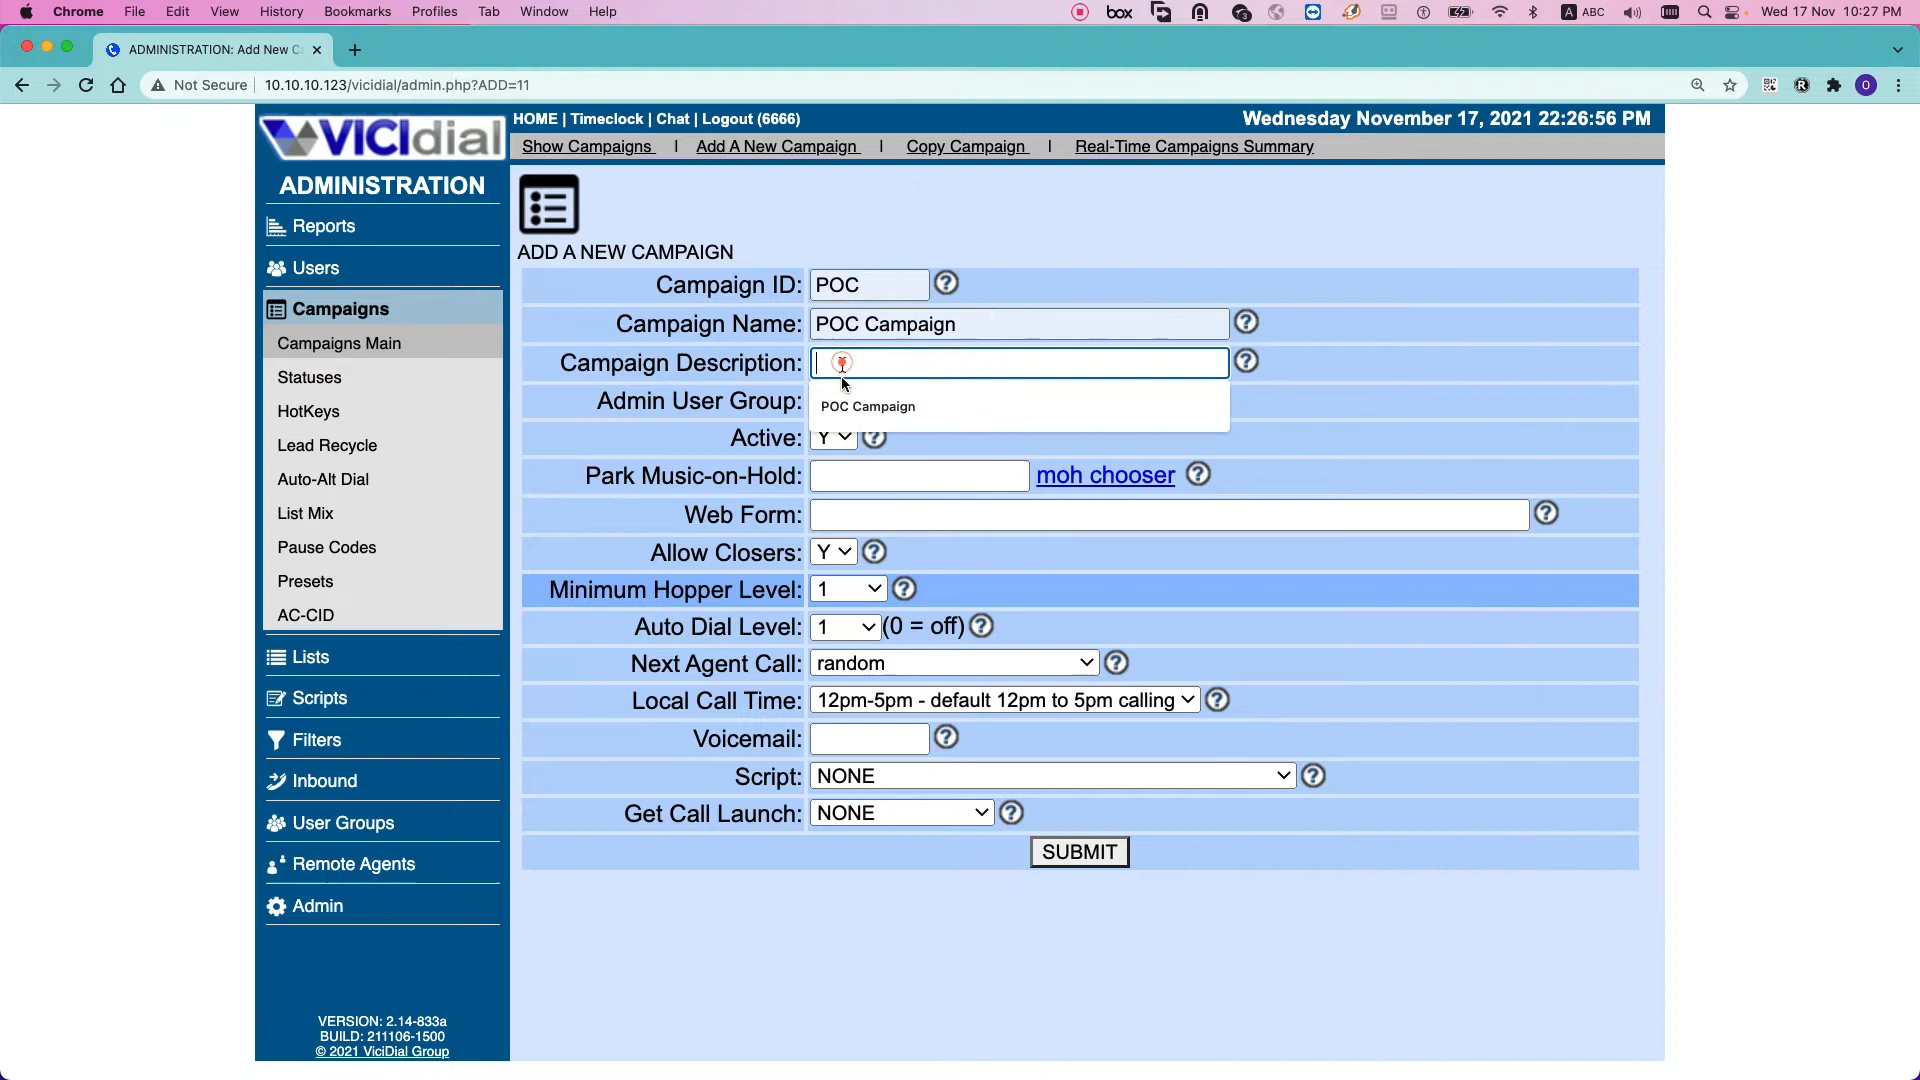 Chrome File Edit View History Bookmarks Profiles Tab Window Help box 3 A ABC Wed 17 Nov 10:27 PM
ADMINISTRATION: Add New C
Not Secure 10.10.10.123/vicidial/admin.php?ADD=11 O
VICIdial
HOME | Timeclock | Chat | Logout (6666) Wednesday November 17, 2021 22:26:56 PM
Show Campaigns | Add A New Campaign | Copy Campaign | Real-Time Campaigns Summary
ADMINISTRATION
Reports
Users
Campaigns
Campaigns Main
Statuses
HotKeys
Lead Recycle
Auto-Alt Dial
List Mix
Pause Codes
Presets
AC-CID
Lists
Scripts
Filters
Inbound
User Groups
Remote Agents
Admin
VERSION: 2.14-833a
BUILD: 211106-1500
© 2021 ViciDial Group
ADD A NEW CAMPAIGN
Campaign ID: POC ?
Campaign Name: POC Campaign ?
Campaign Description: ?
POC Campaign
Admin User Group:
Active: Y ?
Park Music-on-Hold: moh chooser ?
Web Form: ?
Allow Closers: Y ?
Minimum Hopper Level: 1 ?
Auto Dial Level: 1 (0 = off) ?
Next Agent Call: random ?
Local Call Time: 12pm-5pm - default 12pm to 5pm calling ?
Voicemail: ?
Script: NONE ?
Get Call Launch: NONE ?
SUBMIT